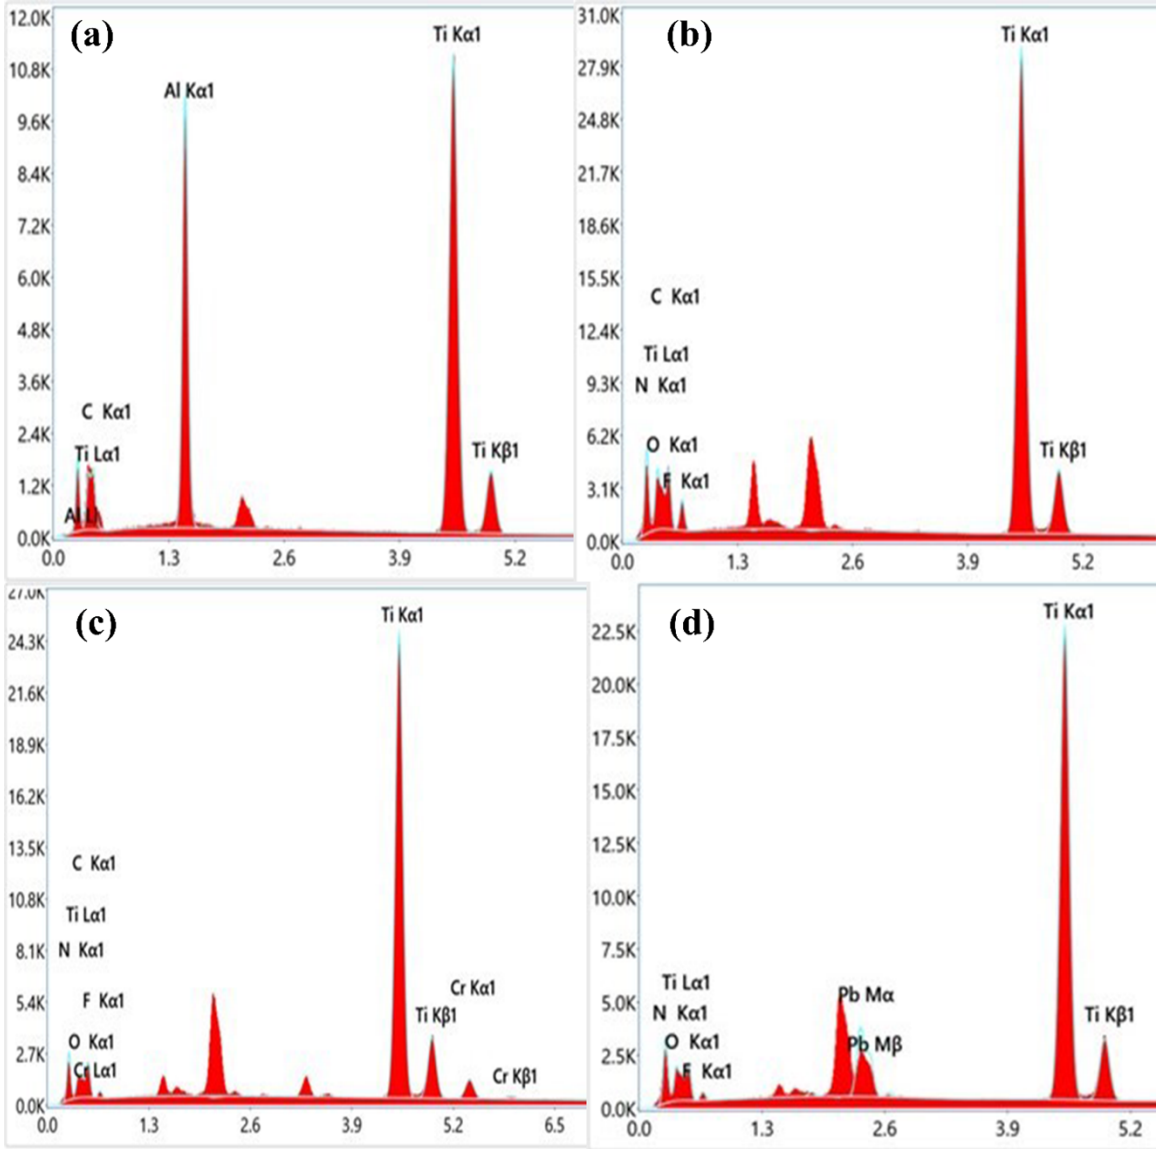 (a)
12.0K
10.8K
9.6K
8.4K
7.2K
6.0K
4.8K
3.6K
2.4K
1.2K
0.0K
Al Kα1
Ti Kα1
C Kα1
Ti Lα1
Ti Kβ1
0.0 1.3 2.6 3.9 5.2
(b)
31.0K
27.9K
24.8K
21.7K
18.6K
15.5K
12.4K
9.3K
6.2K
3.1K
0.0K
Ti Kα1
C Kα1
Ti Lα1
N Kα1
O Kα1
F Kα1
Ti Kβ1
0.0 1.3 2.6 3.9 5.2
(c)
27.0K
24.3K
21.6K
18.9K
16.2K
13.5K
10.8K
8.1K
5.4K
2.7K
0.0K
Ti Kα1
C Kα1
Ti Lα1
N Kα1
F Kα1
O Kα1
Cr Lα1
Cr Kα1
Ti Kβ1
Cr Kβ1
0.0 1.3 2.6 3.9 5.2 6.5
(d)
22.5K
20.0K
17.5K
15.0K
12.5K
10.0K
7.5K
5.0K
2.5K
0.0K
Ti Kα1
Ti Lα1
N Kα1
O Kα1
F Kα1
Pb Mα
Pb Mβ
Ti Kβ1
0.0 1.3 2.6 3.9 5.2